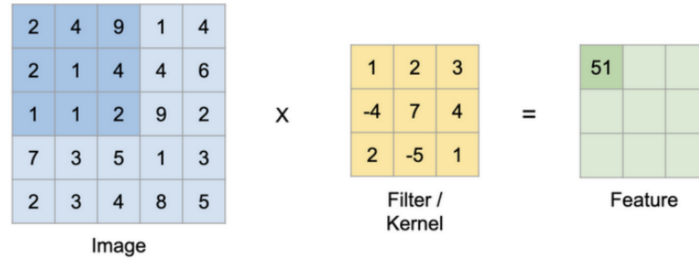 2 4 9 1 4
2 1 4 4 6
1 1 2 9 2
7 3 5 1 3
2 3 4 8 5
Image
X
1 2 3
-4 7 4
2 -5 1
Filter /
Kernel
=
51
Feature